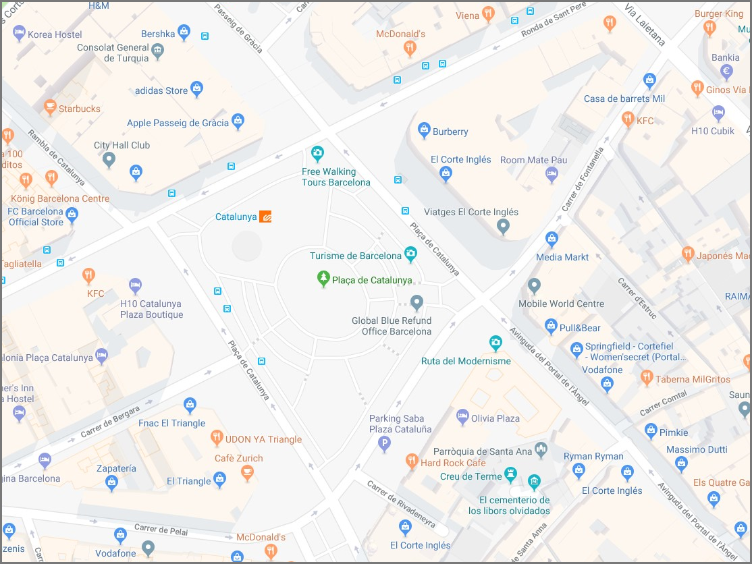 s Corts
H&M
Passeig de Gràcia
Car
Viena
Ronda de Sant Pere
Via Laietana
Burger King
Korea Hostel
Bershka
Consolat General
de Turquia
McDonald's
Mu
Bankia
adidas Store
Ginos Via
Starbucks
Casa de barrets Mil
Apple Passeig de Gràcia
KFC
H10 Cubik
Rambla de Catalunya
City Hall Club
Burberry
a 100
ditos
El Corte Inglés
Room Mate Pau
Free Walking
Tours Barcelona
König Barcelona Centre
Carrer de Fontanella
FC Barcelona
Official Store
Catalunya
Viatges El Corte Inglés
Plaça de Catalunya
Tagliatella
Turisme de Barcelona
Media Markt
Japonés Mac
Plaça de Catalunya
KFC
H10 Catalunya
Plaza Boutique
Mobile World Centre
Carrer d'Estruc
RAIMA
Global Blue Refund
Office Barcelona
Pull&Bear
Avinguda del Portal de l'Àngel
Springfield - Cortefiel
- Women'secret (Portal...
Vodafone
Ruta del Modernisme
lonia Plaça Catalunya
Plaça de Catalunya
Taberna MilGritos
er's Inn
a Hostel
Carrer Comtal
Saun
Carrer de Bergara
Fnac El Triangle
Parking Saba
Plaza Cataluña
Olivia Plaza
Pimkie
UDON YA Triangle
Massimo Dutti
Cafè Zurich
Hard Rock Cafe
Parròquia de Santa Ana
Ryman Ryman
gina Barcelona
Zapatería
El Triangle
Creu de Terme
El Corte Inglés
Els Quatre Ga
Carrer de Rivadeneyra
El cementerio de
los libors olvidados
Avinguda del Portal de l'Àngel
Carrer de Pelai
McDonald's
de Santa Anna
zenis
Vodafone
El Corte Inglés
Carr